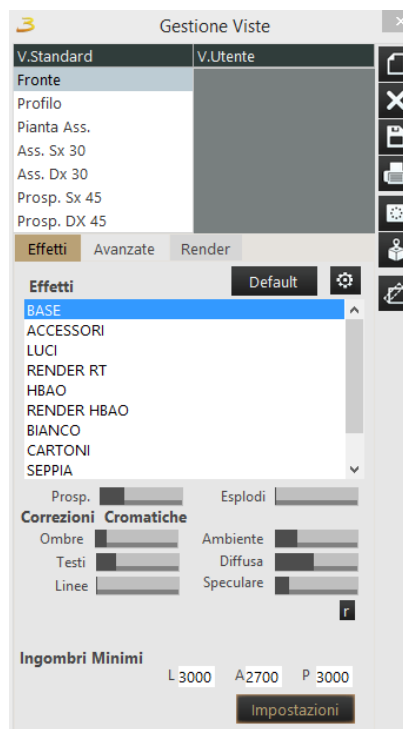 Gestione Viste
V.Standard V.Utente
Fronte
Profilo
Pianta Ass.
Ass. Sx 30
Ass. Dx 30
Prosp. Sx 45
Prosp. DX 45
Effetti Avanzate Render
Effetti Default
BASE
ACCESSORI
LUCI
RENDER RT
HBAO
RENDER HBAO
BIANCO
CARTONI
SEPPIA
Prosp. Esplodi
Correzioni Cromatiche
Ombre Ambiente
Testi Diffusa
Linee Speculare
r
Ingombri Minimi
L 3000 A 2700 P 3000
Impostazioni